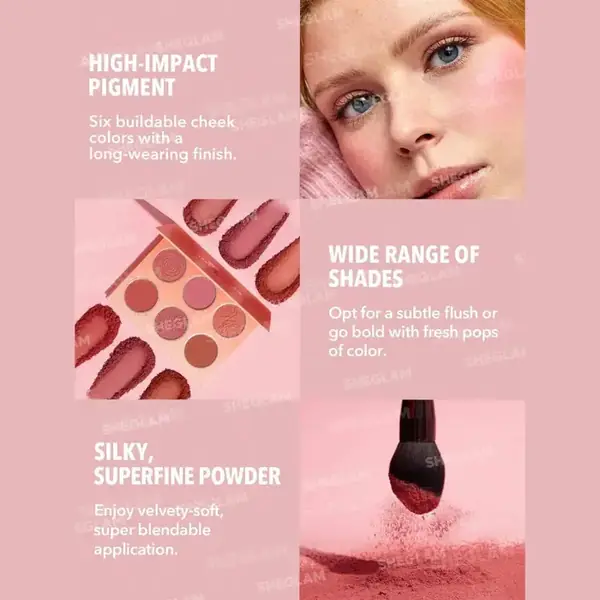 HIGH-IMPACT
PIGMENT
Six buildable cheek
colors with a
long-wearing finish.
WIDE RANGE OF
SHADES
Opt for a subtle flush or
go bold with fresh pops
of color.
SILKY,
SUPERFINE POWDER
Enjoy velvety-soft,
super blendable
application.
SHEGLAM